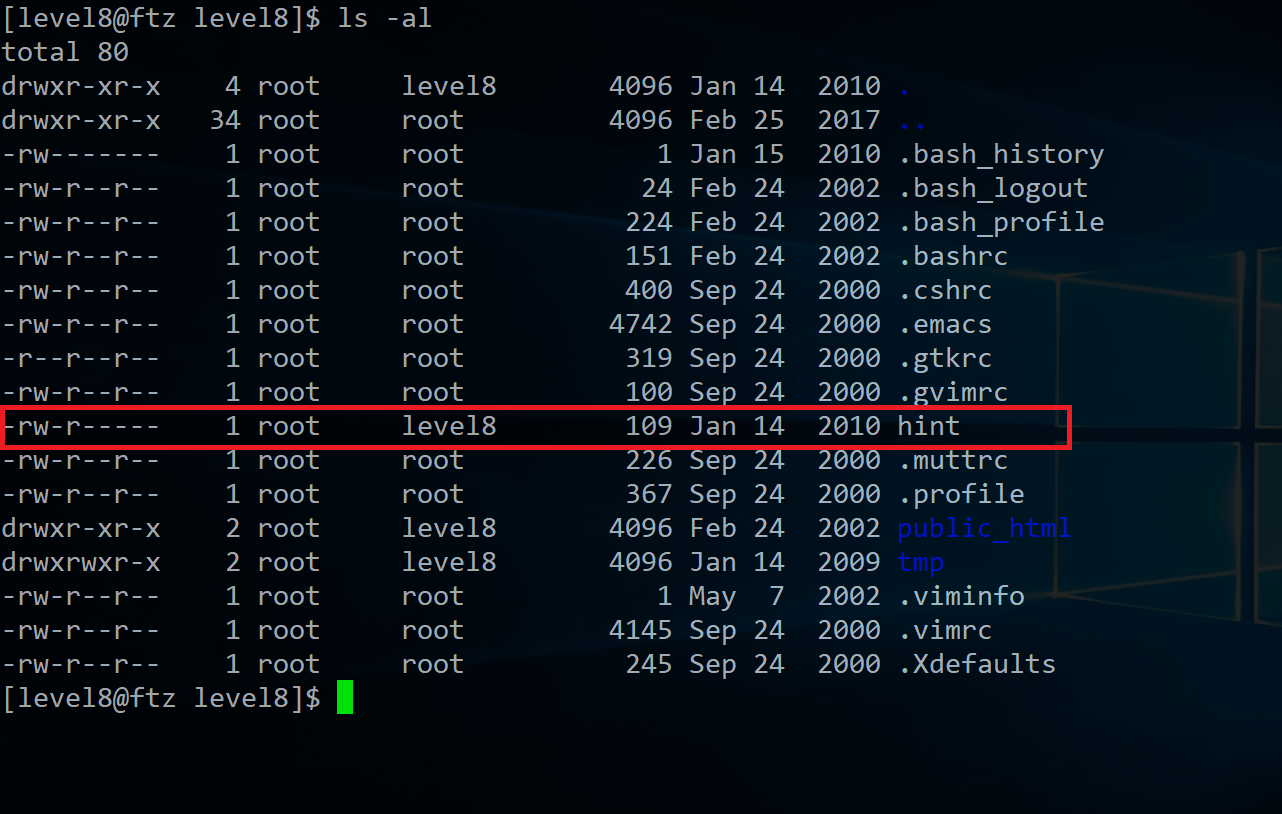 [level8@ftz level8]$ ls -al
total 80
drwxr-xr-x    4 root     level8       4096 Jan 14  2010 .
drwxr-xr-x   34 root     root         4096 Feb 25  2017 ..
-rw-------    1 root     root            1 Jan 15  2010 .bash_history
-rw-r--r--    1 root     root           24 Feb 24  2002 .bash_logout
-rw-r--r--    1 root     root          224 Feb 24  2002 .bash_profile
-rw-r--r--    1 root     root          151 Feb 24  2002 .bashrc
-rw-r--r--    1 root     root          400 Sep 24  2000 .cshrc
-rw-r--r--    1 root     root         4742 Sep 24  2000 .emacs
-r--r--r--    1 root     root          319 Sep 24  2000 .gtkrc
-rw-r--r--    1 root     root          100 Sep 24  2000 .gvimrc
-rw-r-----    1 root     level8        109 Jan 14  2010 hint
-rw-r--r--    1 root     root          226 Sep 24  2000 .muttrc
-rw-r--r--    1 root     root          367 Sep 24  2000 .profile
drwxr-xr-x    2 root     level8       4096 Feb 24  2002 public_html
drwxrwxr-x    2 root     level8       4096 Jan 14  2009 tmp
-rw-r--r--    1 root     root            1 May  7  2002 .viminfo
-rw-r--r--    1 root     root         4145 Sep 24  2000 .vimrc
-rw-r--r--    1 root     root          245 Sep 24  2000 .Xdefaults
[level8@ftz level8]$